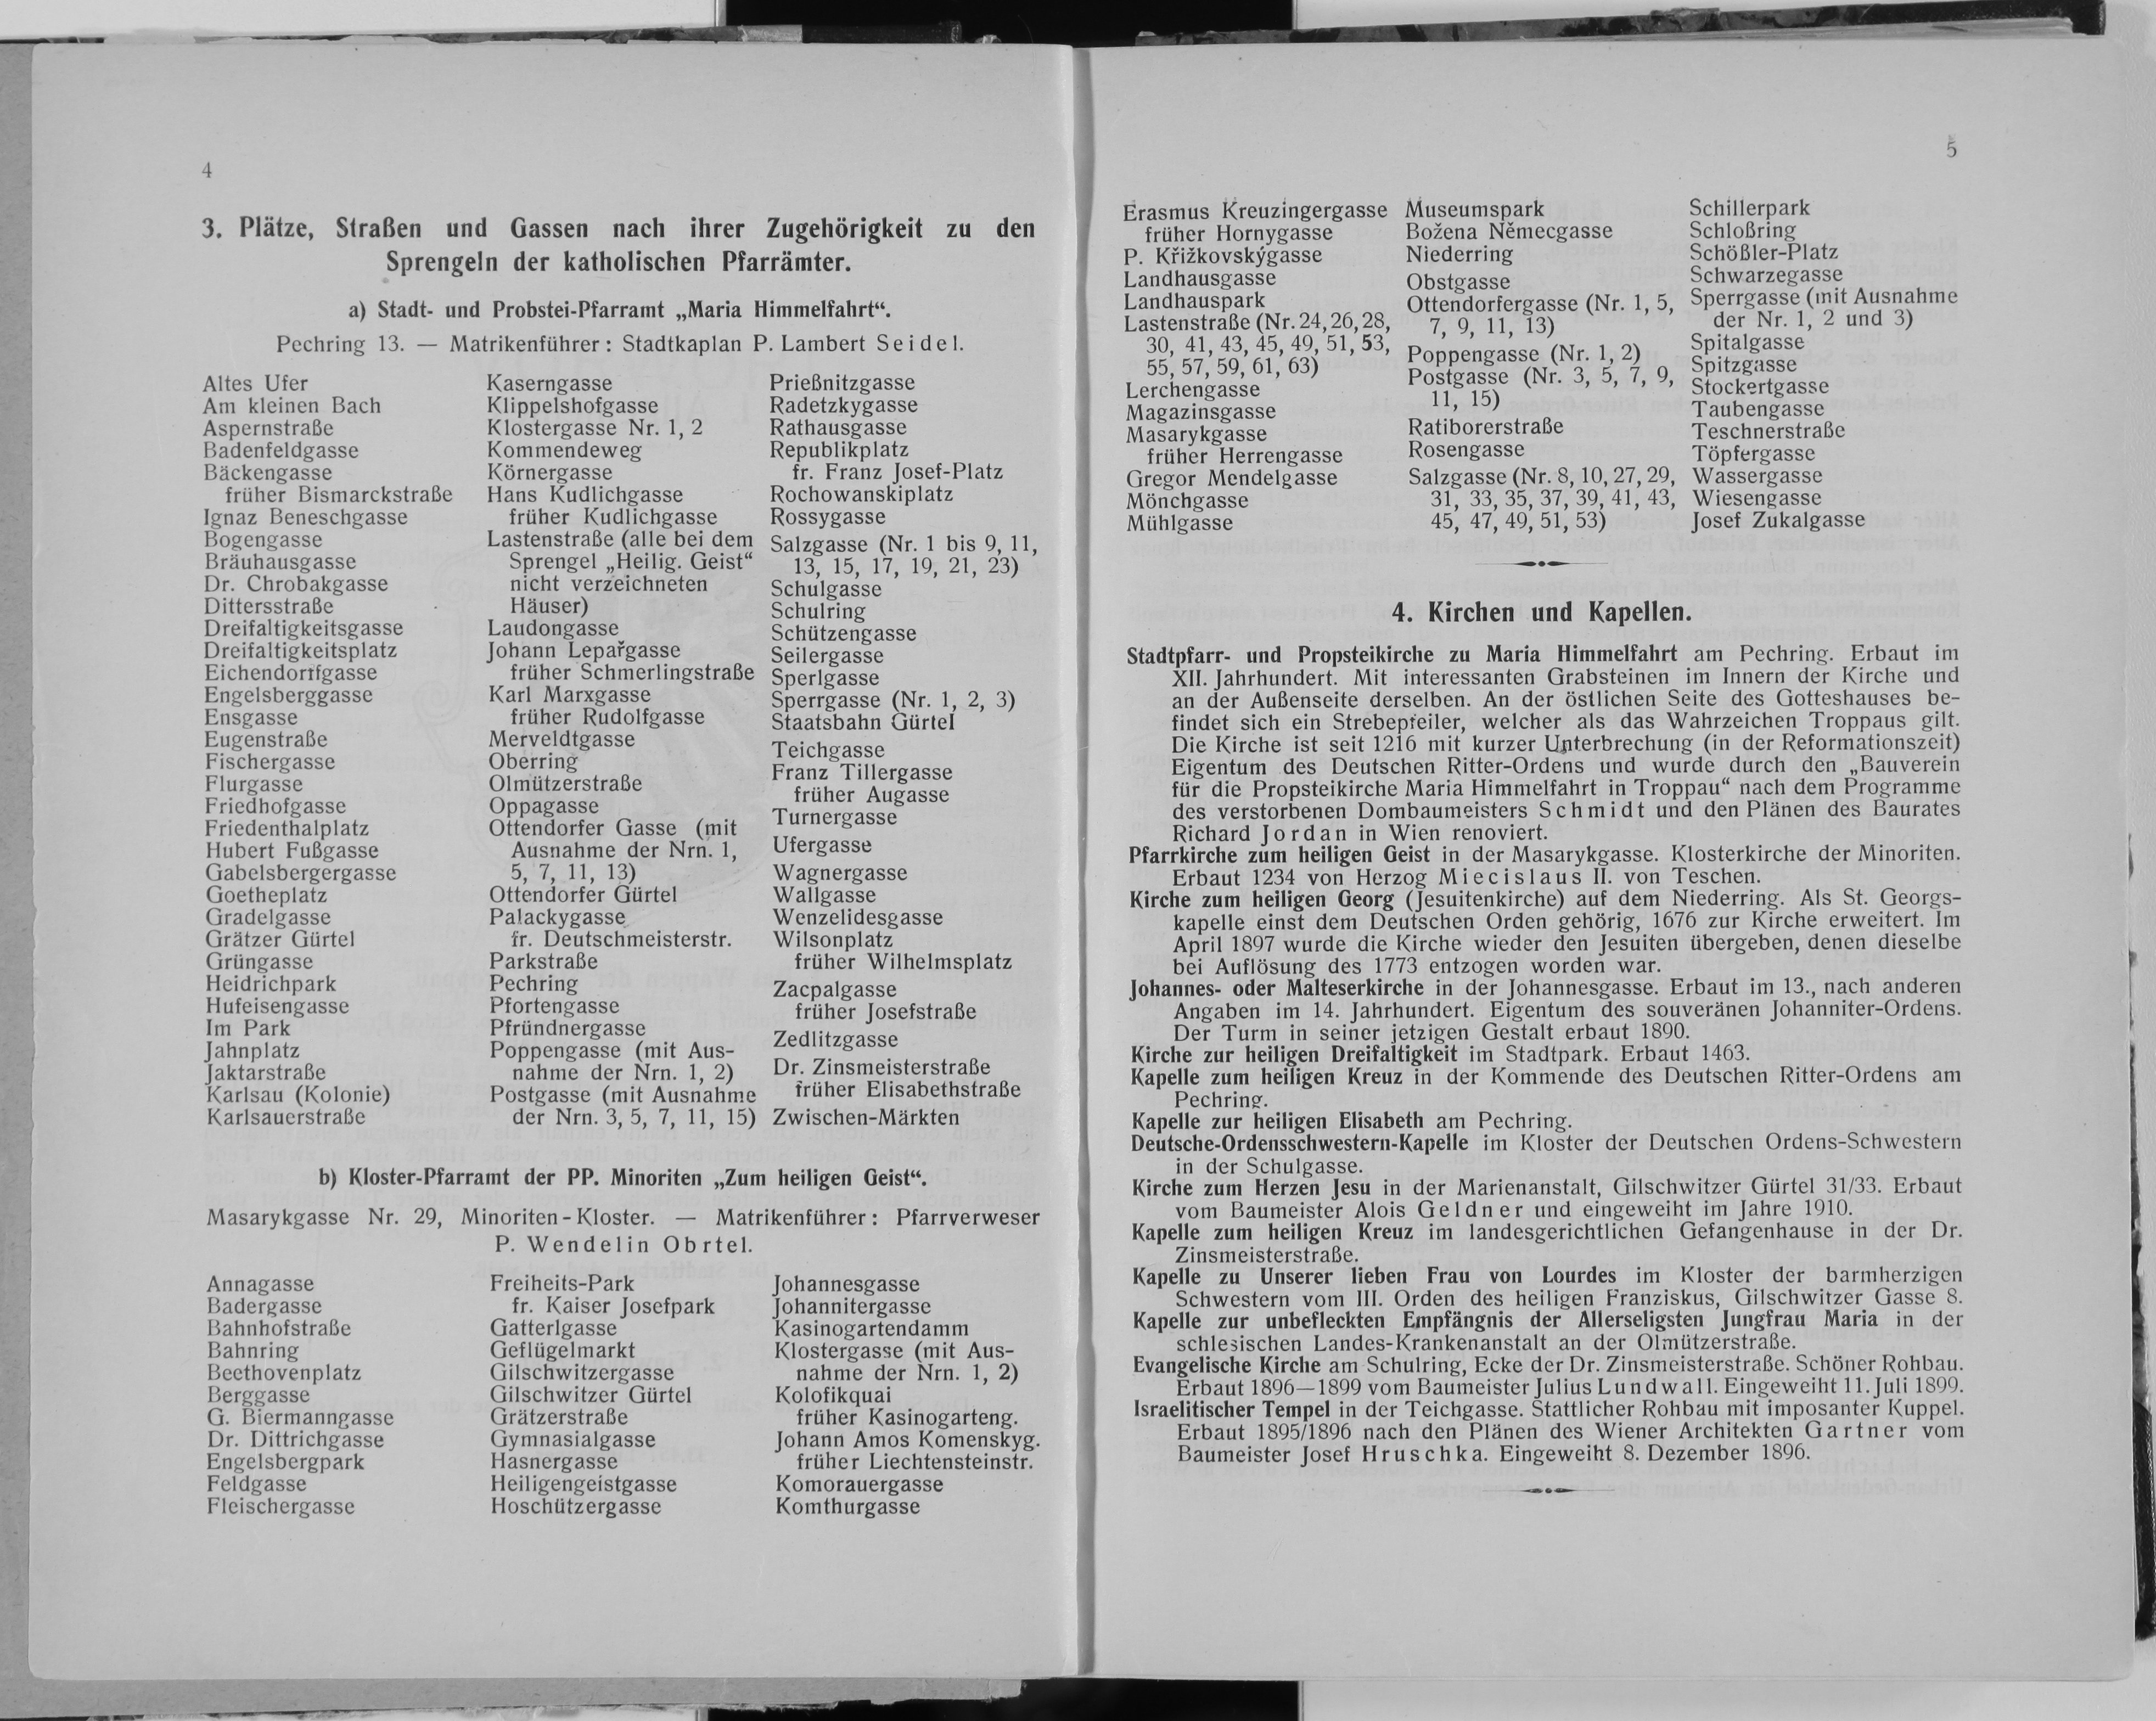 4
3. Plätze, Straßen und Gassen nach ihrer Zugehörigkeit zu den
Sprengeln der katholischen Pfarrämter.
a) Stadt- und Probstei-Pfarramt „Maria Himmelfahrt“.
Pechring 13. — Matrikenführer: Stadtkaplan P. Lambert Seidel.
Altes Ufer
Am kleinen Bach
Aspernstraße
Badenfeldgasse
Bäckengasse
früher Bismarckstraße
Ignaz Beneschgasse
Bogengasse
Bräuhausgasse
Dr. Chrobakgasse
Dittersstraße
Dreifaltigkeitsgasse
Dreifaltigkeitsplatz
Eichendorffgasse
Engelsberggasse
Ensgasse
Eugenstraße
Fischergasse
Flurgasse
Friedhofgasse
Friedenthalplatz
Hubert Fußgasse
Gabelsbergergasse
Goetheplatz
Gradelgasse
Grätzer Gürtel
Grüngasse
Heidrichpark
Hufeisengasse
Im Park
Jahnplatz
Jaktarstraße
Karlsau (Kolonie)
Karlsauerstraße
Kaserngasse
Klippelshofgasse
Klostergasse Nr. 1, 2
Kommendeweg
Körnergasse
Hans Kudlichgasse
früher Kudlichgasse
Lastenstraße (alle bei dem
Sprengel „Heilig. Geist“
nicht verzeichneten
Häuser)
Laudongasse
Johann Lepařgasse
früher Schmerlingstraße
Karl Marxgasse
früher Rudolfgasse
Merveldtgasse
Oberring
Olmützerstraße
Oppagasse
Ottendorfer Gasse (mit
Ausnahme der Nrn. 1,
5, 7, 11, 13)
Ottendorfer Gürtel
Palackygasse
fr. Deutschmeisterstr.
Parkstraße
Pechring
Pfortengasse
Pfründnergasse
Poppengasse (mit Aus-
nahme der Nrn. 1, 2)
Postgasse (mit Ausnahme
der Nrn. 3, 5, 7, 11, 15)
Prießnitzgasse
Radetzkygasse
Rathausgasse
Republikplatz
fr. Franz Josef-Platz
Rochowanskiplatz
Rossygasse
Salzgasse (Nr. 1 bis 9, 11,
13, 15, 17, 19, 21, 23)
Schulgasse
Schulring
Schützengasse
Seilergasse
Sperlgasse
Sperrgasse (Nr. 1, 2, 3)
Staatsbahn Gürtel
Teichgasse
Franz Tillergasse
früher Augasse
Turnergasse
Ufergasse
Wagnergasse
Wallgasse
Wenzelidesgasse
Wilsonplatz
früher Wilhelmsplatz
Zacpalgasse
früher Josefstraße
Zedlitzgasse
Dr. Zinsmeisterstraße
früher Elisabethstraße
Zwischen-Märkten
b) Kloster-Pfarramt der PP. Minoriten „Zum heiligen Geist“.
Masarykgasse Nr. 29, Minoriten-Kloster. — Matrikenführer: Pfarrverweser
P. Wendelin Obrtel.
Annagasse
Badergasse
Bahnhofstraße
Bahnring
Beethovenplatz
Berggasse
G. Biermanngasse
Dr. Dittrichgasse
Engelsbergpark
Feldgasse
Fleischergasse
Freiheits-Park
fr. Kaiser Josefpark
Gatterlgasse
Geflügelmarkt
Gilschwitzergasse
Gilschwitzer Gürtel
Grätzerstraße
Gymnasialgasse
Hasnergasse
Heiligengeistgasse
Hoschützergasse
Johannesgasse
Johannitergasse
Kasinogartendamm
Klostergasse (mit Aus-
nahme der Nrn. 1, 2)
Kolofikquai
früher Kasinogarteng.
Johann Amos Komenskyg.
früher Liechtensteinstr.
Komorauergasse
Komthurgasse
5
Erasmus Kreuzingergasse
früher Hornygasse
P. Křižkovskýgasse
Landhausgasse
Landhauspark
Lastenstraße (Nr. 24, 26, 28,
30, 41, 43, 45, 49, 51, 53,
55, 57, 59, 61, 63)
Lerchengasse
Magazinsgasse
Masarykgasse
früher Herrengasse
Gregor Mendelgasse
Mönchgasse
Mühlgasse
Museumspark
Božena Němecgasse
Niederring
Obstgasse
Ottendorfergasse (Nr. 1, 5,
7, 9, 11, 13)
Poppengasse (Nr. 1, 2)
Postgasse (Nr. 3, 5, 7, 9,
11, 15)
Ratiborerstraße
Rosengasse
Salzgasse (Nr. 8, 10, 27, 29,
31, 33, 35, 37, 39, 41, 43,
45, 47, 49, 51, 53)
Schillerpark
Schloßring
Schößler-Platz
Schwarzegasse
Sperrgasse (mit Ausnahme
der Nr. 1, 2 und 3)
Spitalgasse
Spitzgasse
Stockertgasse
Taubengasse
Teschnerstraße
Töpfergasse
Wassergasse
Wiesengasse
Josef Zukalgasse
4. Kirchen und Kapellen.
Stadtpfarr- und Propsteikirche zu Maria Himmelfahrt am Pechring. Erbaut im
XII. Jahrhundert. Mit interessanten Grabsteinen im Innern der Kirche und
an der Außenseite derselben. An der östlichen Seite des Gotteshauses be-
findet sich ein Strebepfeiler, welcher als das Wahrzeichen Troppaus gilt.
Die Kirche ist seit 1216 mit kurzer Unterbrechung (in der Reformationszeit)
Eigentum des Deutschen Ritter-Ordens und wurde durch den „Bauverein
für die Propsteikirche Maria Himmelfahrt in Troppau“ nach dem Programme
des verstorbenen Dombaumeisters Schmidt und den Plänen des Baurates
Richard Jordan in Wien renoviert.
Pfarrkirche zum heiligen Geist in der Masarykgasse. Klosterkirche der Minoriten.
Erbaut 1234 von Herzog Miecislaus II. von Teschen.
Kirche zum heiligen Georg (Jesuitenkirche) auf dem Niederring. Als St. Georgs-
kapelle einst dem Deutschen Orden gehörig, 1676 zur Kirche erweitert. Im
April 1897 wurde die Kirche wieder den Jesuiten übergeben, denen dieselbe
bei Auflösung des 1773 entzogen worden war.
Johannes- oder Malteserkirche in der Johannesgasse. Erbaut im 13., nach anderen
Angaben im 14. Jahrhundert. Eigentum des souveränen Johanniter-Ordens.
Der Turm in seiner jetzigen Gestalt erbaut 1890.
Kirche zur heiligen Dreifaltigkeit im Stadtpark. Erbaut 1463.
Kapelle zum heiligen Kreuz in der Kommende des Deutschen Ritter-Ordens am
Pechring.
Kapelle zur heiligen Elisabeth am Pechring.
Deutsche-Ordensschwestern-Kapelle im Kloster der Deutschen Ordens-Schwestern
in der Schulgasse.
Kirche zum Herzen Jesu in der Marienanstalt, Gilschwitzer Gürtel 31/33. Erbaut
vom Baumeister Alois Geldner und eingeweiht im Jahre 1910.
Kapelle zum heiligen Kreuz im landesgerichtlichen Gefangenhause in der Dr.
Zinsmeisterstraße.
Kapelle zu Unserer lieben Frau von Lourdes im Kloster der barmherzigen
Schwestern vom III. Orden des heiligen Franziskus, Gilschwitzer Gasse 8.
Kapelle zur unbefleckten Empfängnis der Allerseligsten Jungfrau Maria in der
schlesischen Landes-Krankenanstalt an der Olmützerstraße.
Evangelische Kirche am Schulring, Ecke der Dr. Zinsmeisterstraße. Schöner Rohbau.
Erbaut 1896—1899 vom Baumeister Julius Lundwall. Eingeweiht 11. Juli 1899.
Israelitischer Tempel in der Teichgasse. Stattlicher Rohbau mit imposanter Kuppel.
Erbaut 1895/1896 nach den Plänen des Wiener Architekten Gartner vom
Baumeister Josef Hruschka. Eingeweiht 8. Dezember 1896.